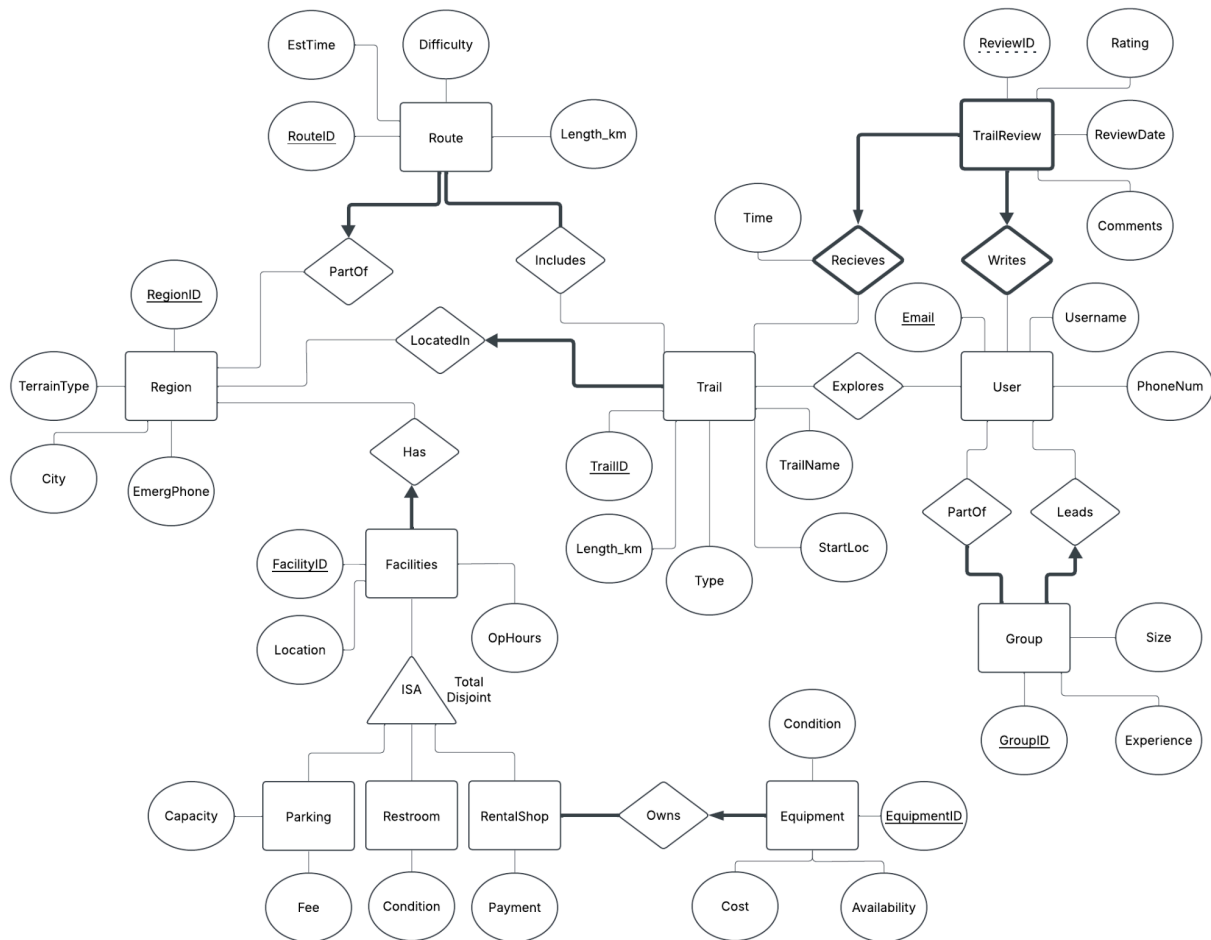 EstTime
Difficulty
ReviewID
Rating
RouteID
Route
Length_km
TrailReview
ReviewDate
Time
Comments
PartOf
Includes
Recieves
Writes
RegionID
Email
Username
LocatedIn
TerrainType
Region
Trail
Explores
User
PhoneNum
Has
City
EmergPhone
TrailID
TrailName
PartOf
Leads
Length_km
StartLoc
FacilityID
Facilities
Type
Location
OpHours
Group
Size
ISA
Total
Disjoint
Condition
GroupID
Experience
Capacity
Parking
Restroom
RentalShop
Owns
Equipment
EquipmentID
Fee
Condition
Payment
Cost
Availability